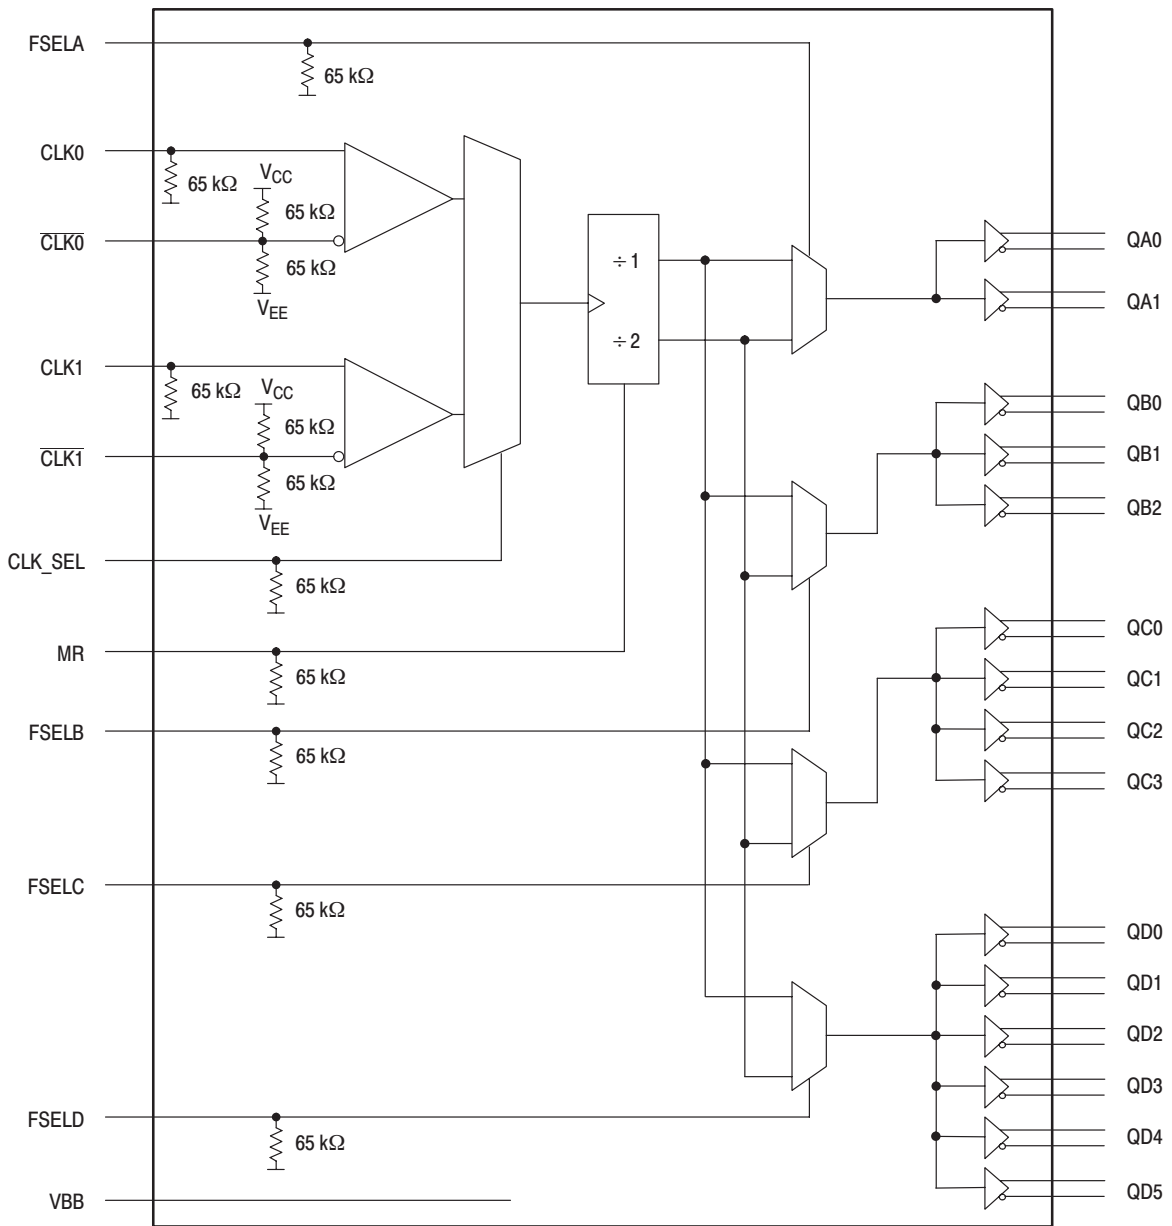 FSELA
65 kΩ
CLK0
65 kΩ
VCC
65 kΩ
CLK0
65 kΩ
VEE
÷1
÷2
QA0
QA1
CLK1
65 kΩ
VCC
65 kΩ
CLK1
65 kΩ
VEE
QB0
QB1
QB2
CLK_SEL
65 kΩ
MR
65 kΩ
FSELB
65 kΩ
QC0
QC1
QC2
QC3
FSELC
65 kΩ
QD0
QD1
QD2
QD3
QD4
QD5
FSELD
65 kΩ
VBB